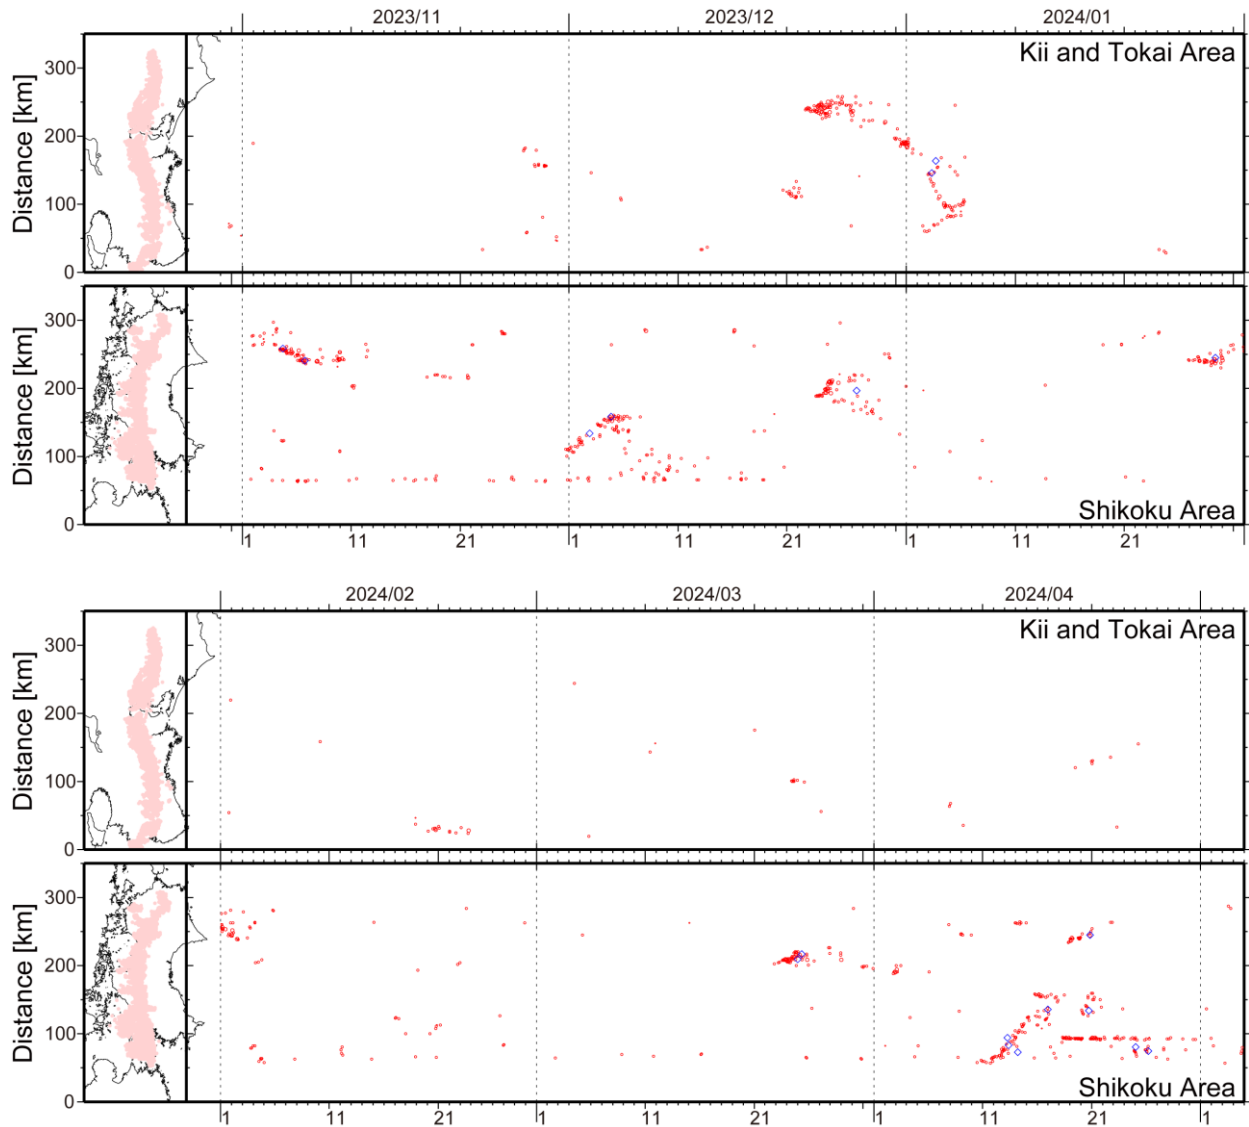 2023/11 2023/12 2024/01
Kii and Tokai Area
Distance [km]
300
200
100
0
Distance [km]
300
200
100
0
Shikoku Area
1 11 21 1 11 21 1 11 21
2024/02 2024/03 2024/04
Kii and Tokai Area
Distance [km]
300
200
100
0
Distance [km]
300
200
100
0
Shikoku Area
1 11 21 1 11 21 1 11 21 1